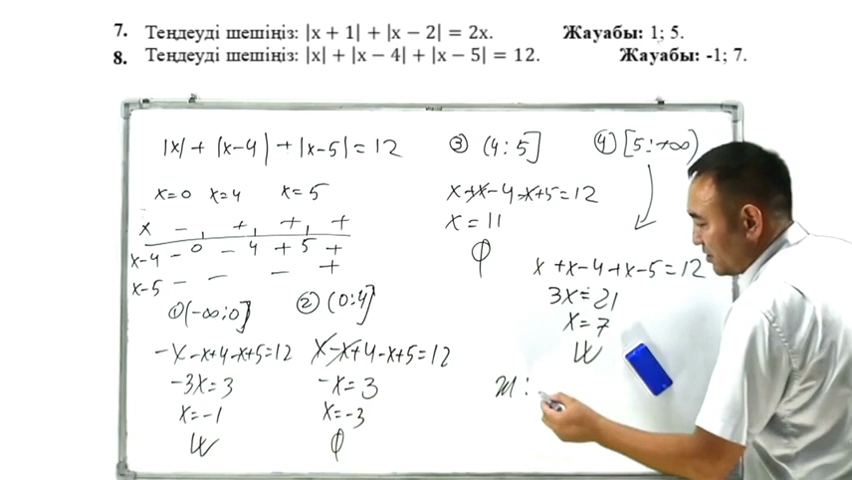 7. Теңдеуді шешіңіз: |x + 1| + |x − 2| = 2x. Жауабы: 1; 5.
8. Теңдеуді шешіңіз: |x| + |x − 4| + |x − 5| = 12. Жауабы: -1; 7.
|x| + |x-4| + |x-5| = 12
x=0 x=4 x=5
x - + + +
0 4 5
x-4 - - + +
x-5 - - - +
① (-∞:0]
-x-x+4-x+5=12
-3x=3
x=-1
② (0:4]
x-x+4-x+5=12
-x=3
x=-3
φ
③ (4:5]
x+x-4-x+5=12
x=11
φ
④ [5:+∞)
x+x-4+x-5=12
3x=21
x=7
ж: